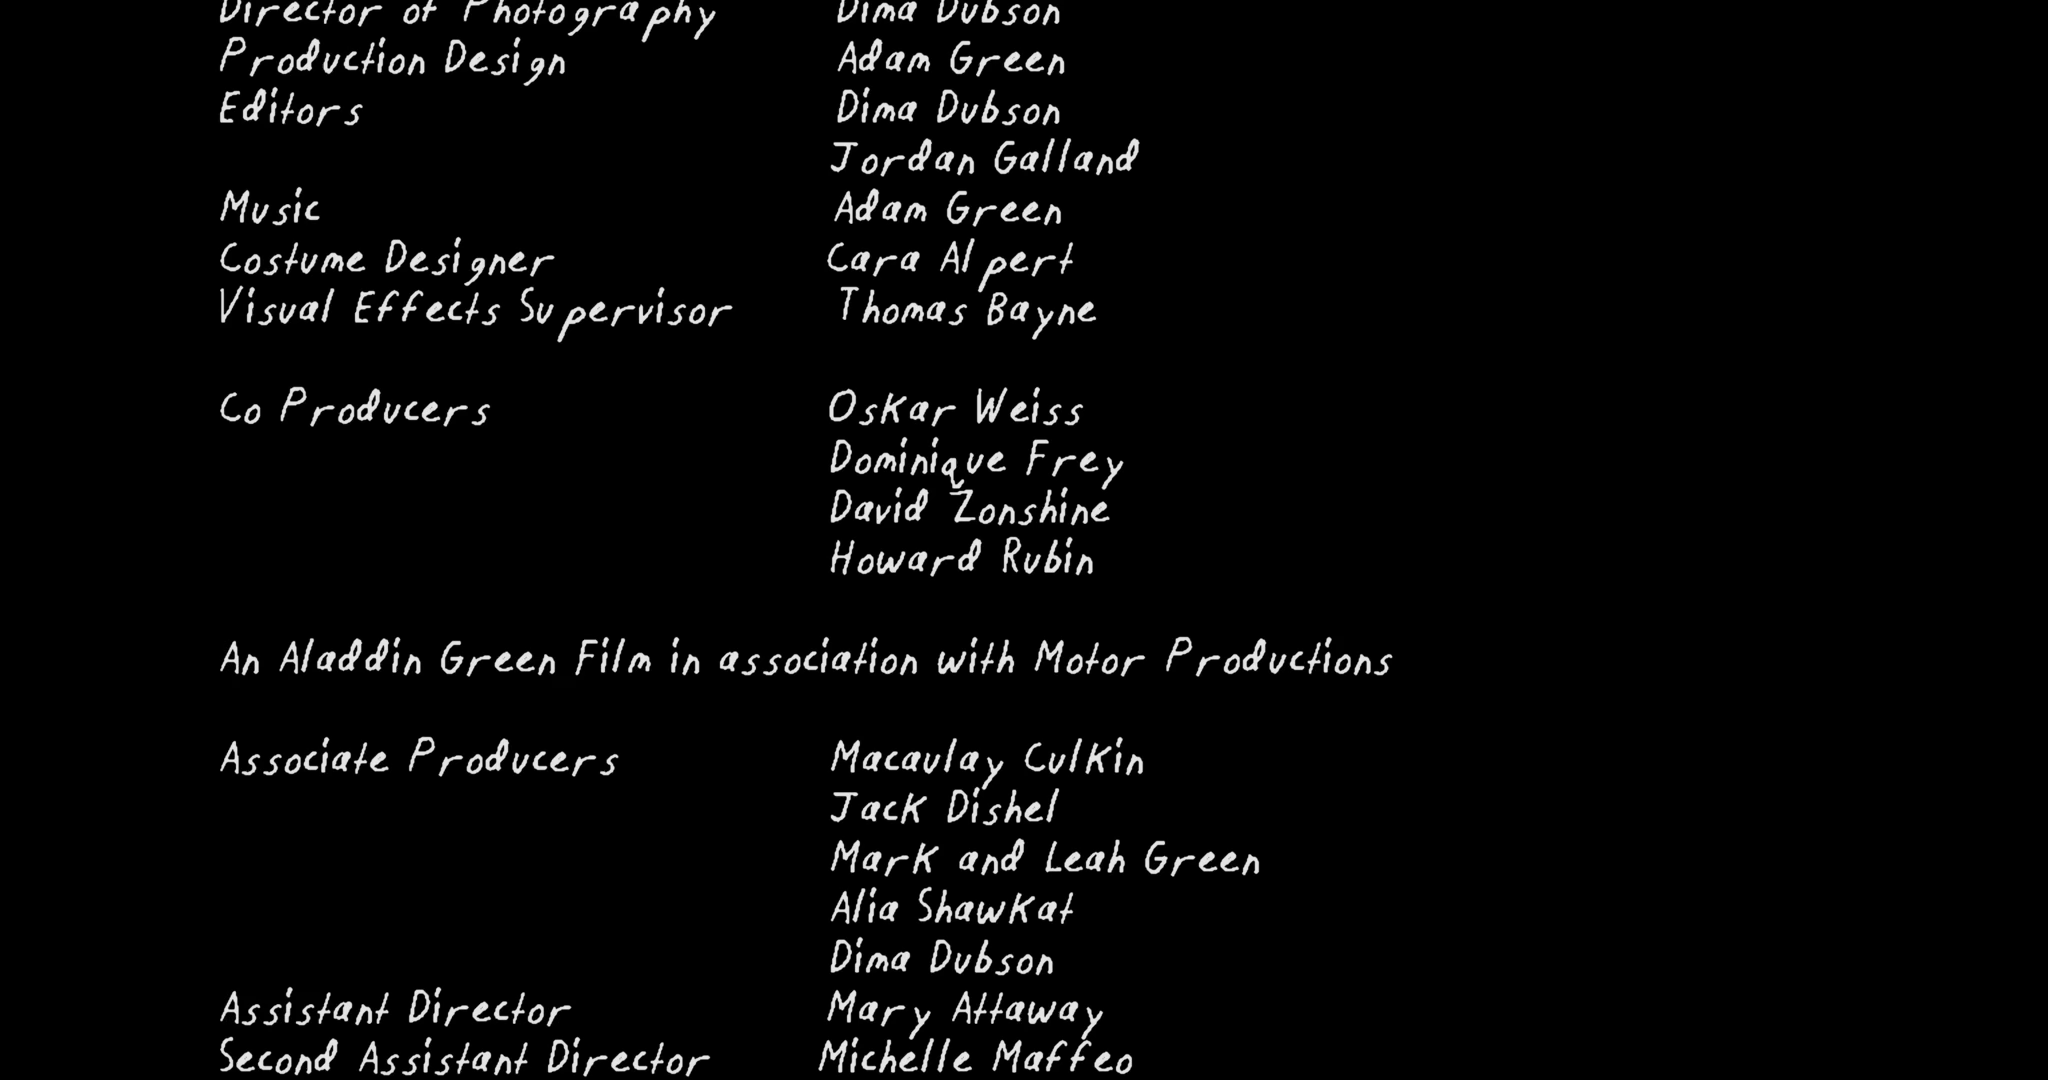 Director of Photography Dima Dubson
Production Design Adam Green
Editors Dima Dubson
Jordan Galland
Music Adam Green
Costume Designer Cara Alpert
Visual Effects Supervisor Thomas Bayne
Co Producers Oskar Weiss
Dominique Frey
David Zonshine
Howard Rubin
An Aladdin Green Film in association with Motor Productions
Associate Producers Macaulay Culkin
Jack Dishel
Mark and Leah Green
Alia Shawkat
Dima Dubson
Assistant Director Mary Attaway
Second Assistant Director Michelle Maffeo